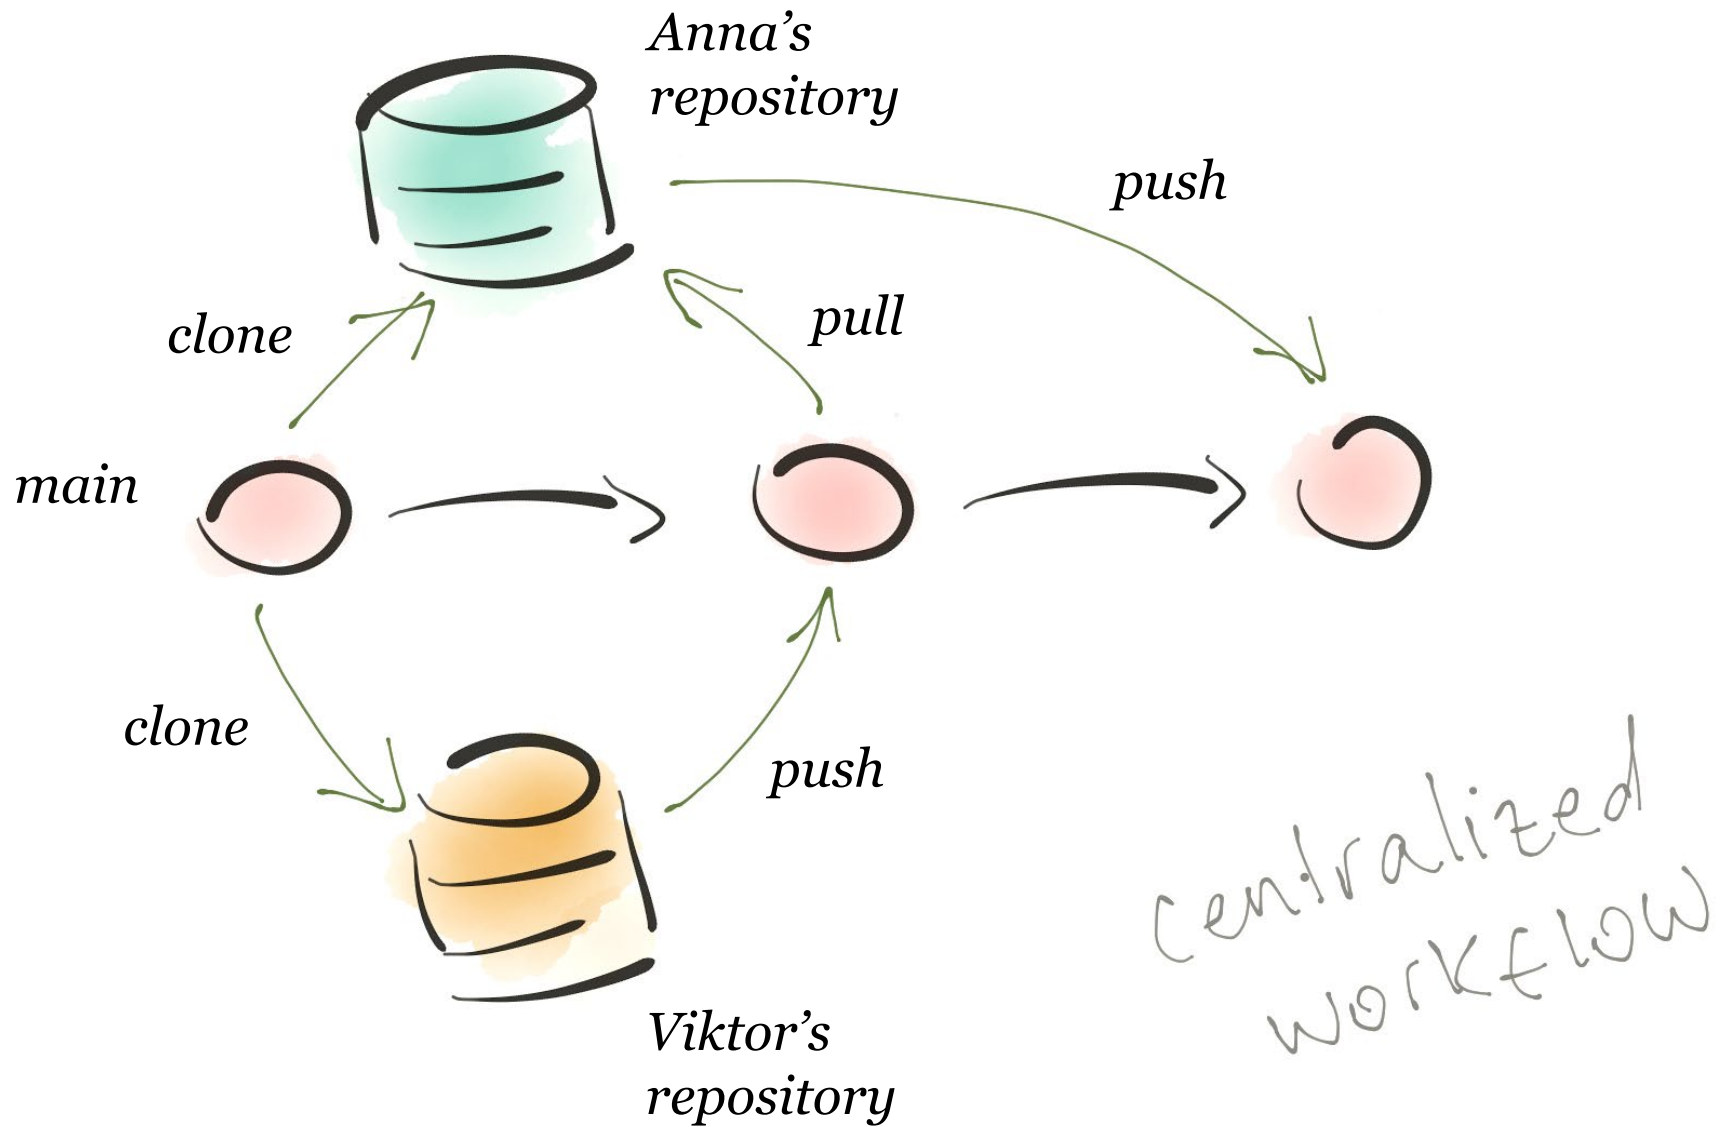 Anna’s
repository
push
pull
clone
main
clone
push
centralized
workflow
Viktor’s
repository